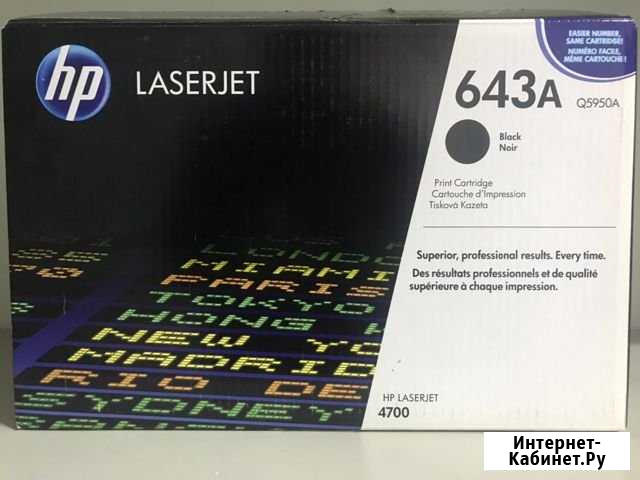 hp
LASERJET
EASIER NUMBER,
SAME CARTRIDGE!
NUMÉRO FACILE,
MÊME CARTOUCHE!
643A Q5950A
Black
Noir
Print Cartridge
Cartouche d'Impression
Tisková Kazeta
Superior, professional results. Every time.
Des résultats professionnels et de qualité
supérieure à chaque impression.
LONDON
MIAMI
PARIS
TOKYO
HONG
NEW YO
MADRID
RIO DE
SYDNEY
HP LASERJET
4700
Интернет-
Кабинет.Ру